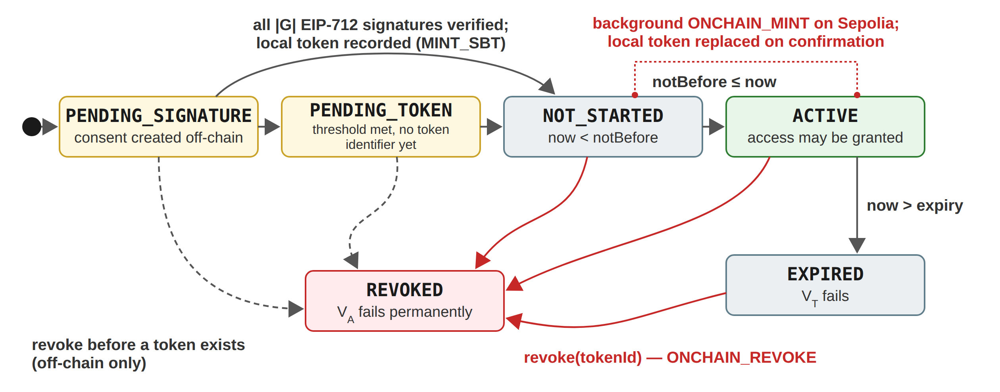 all |G| EIP-712 signatures verified;
local token recorded (MINT_SBT)
background ONCHAIN_MINT on Sepolia;
local token replaced on confirmation
notBefore ≤ now
PENDING_SIGNATURE
consent created off-chain
PENDING_TOKEN
threshold met, no token
identifier yet
NOT_STARTED
now < notBefore
ACTIVE
access may be granted
now > expiry
REVOKED
V_A fails permanently
EXPIRED
V_T fails
revoke before a token exists
(off-chain only)
revoke(tokenId) — ONCHAIN_REVOKE